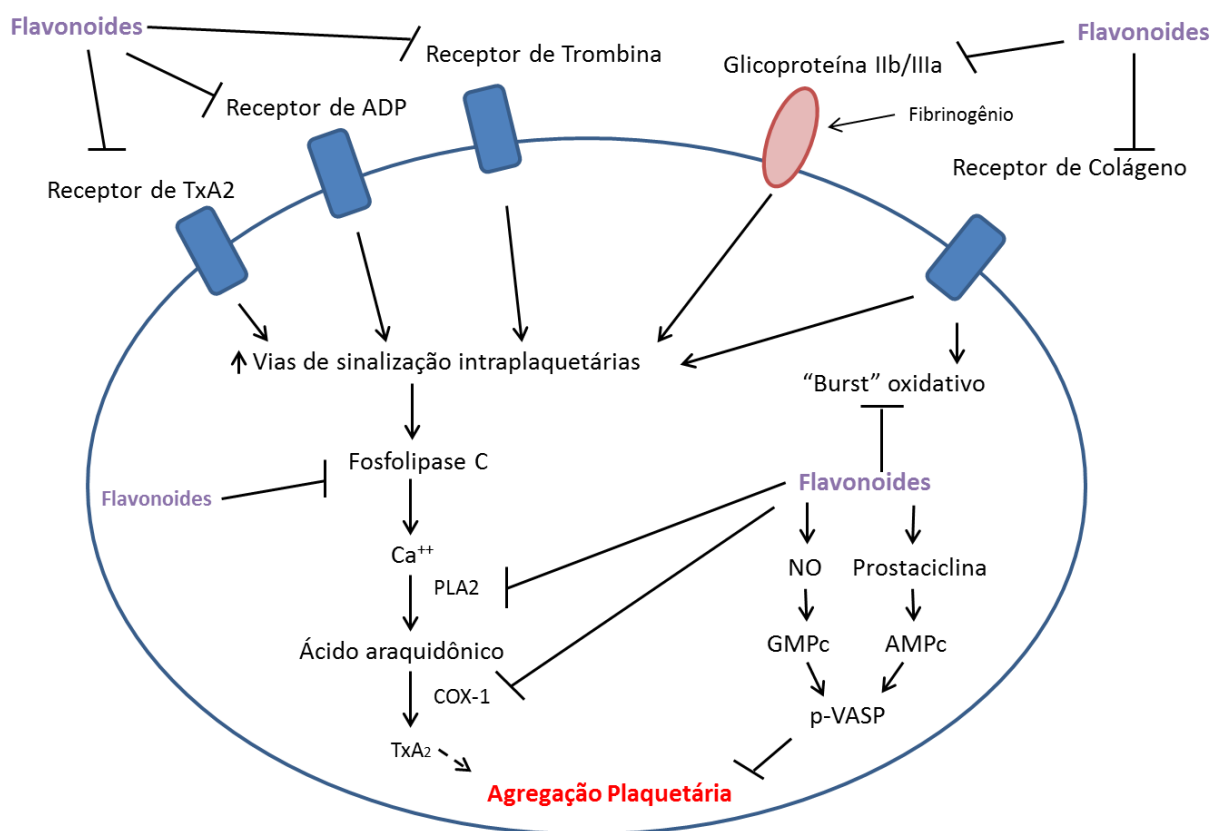 Flavonoides
Flavonoides
Receptor de Trombina
Glicoproteína IIb/IIIa
Receptor de ADP
Fibrinogênio
Receptor de TxA2
Receptor de Colágeno
Vias de sinalização intraplaquetárias
“Burst” oxidativo
Fosfolipase C
Flavonoides
Flavonoides
Ca++
PLA2
NO
Prostaciclina
Ácido araquidônico
GMPc
AMPc
COX-1
p-VASP
TxA2
Agregação Plaquetária